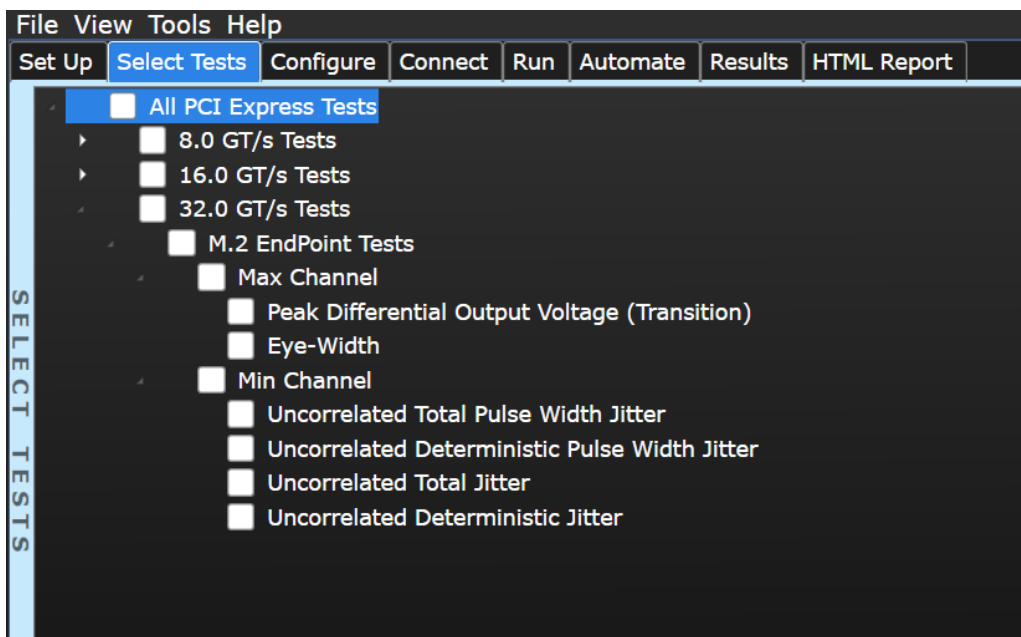 File View Tools Help
Set Up Select Tests Configure Connect Run Automate Results HTML Report
SELECT TESTS
All PCI Express Tests
8.0 GT/s Tests
16.0 GT/s Tests
32.0 GT/s Tests
M.2 EndPoint Tests
Max Channel
Peak Differential Output Voltage (Transition)
Eye-Width
Min Channel
Uncorrelated Total Pulse Width Jitter
Uncorrelated Deterministic Pulse Width Jitter
Uncorrelated Total Jitter
Uncorrelated Deterministic Jitter